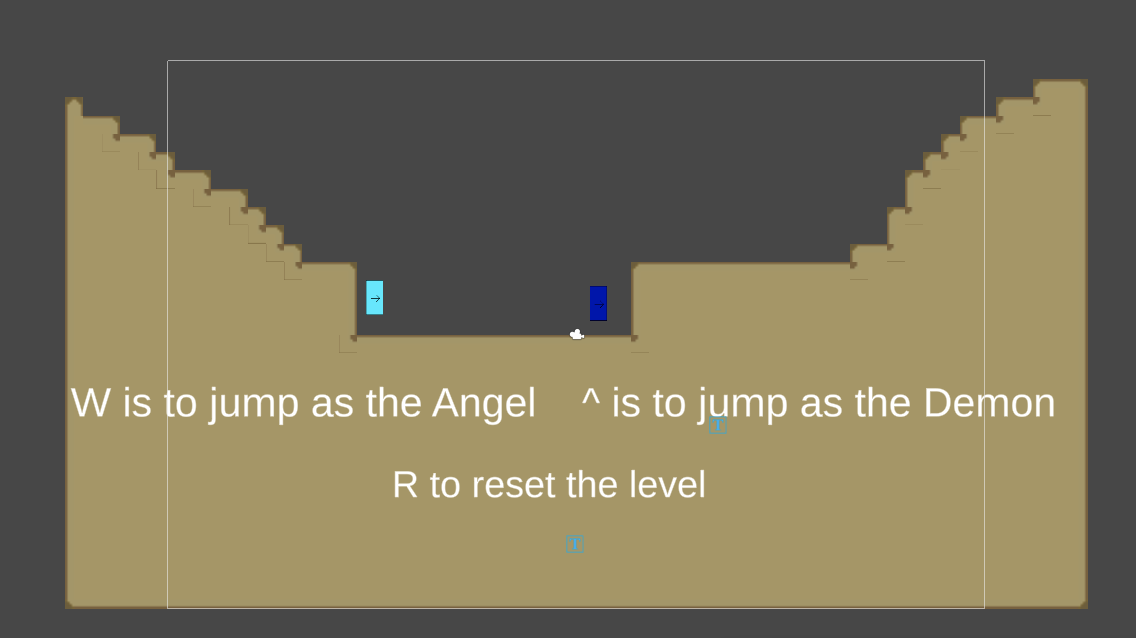 W is to jump as the Angel
^ is to jump as the Demon
R to reset the level